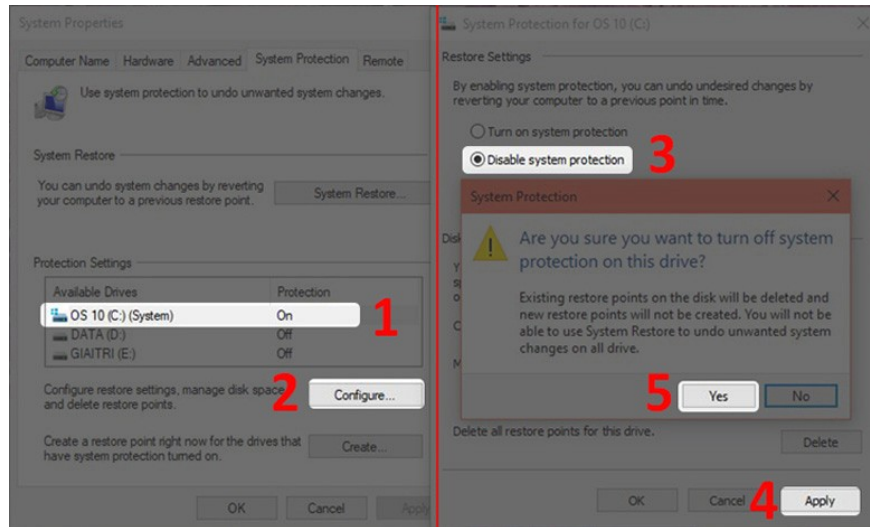 System Properties
Computer Name Hardware Advanced System Protection Remote
Use system protection to undo unwanted system changes.
System Restore
You can undo system changes by reverting
your computer to a previous restore point.
System Restore...
Protection Settings
Available Drives Protection
OS 10 (C:) (System) On
1
DATA (D:) Off
GIAITRI (E:) Off
Configure restore settings, manage disk space
and delete restore points.
2
Configure...
Create a restore point right now for the drives that
have system protection turned on.
Create...
OK Cancel Apply
System Protection for OS 10 (C:)
Restore Settings
By enabling system protection, you can undo undesired changes by
reverting your computer to a previous point in time.
Turn on system protection
Disable system protection
3
System Protection
Are you sure you want to turn off system
protection on this drive?
Existing restore points on the disk will be deleted and
new restore points will not be created. You will not be
able to use System Restore to undo unwanted system
changes on all drive.
5
Yes No
Delete all restore points for this drive.
Delete
OK Cancel
4
Apply